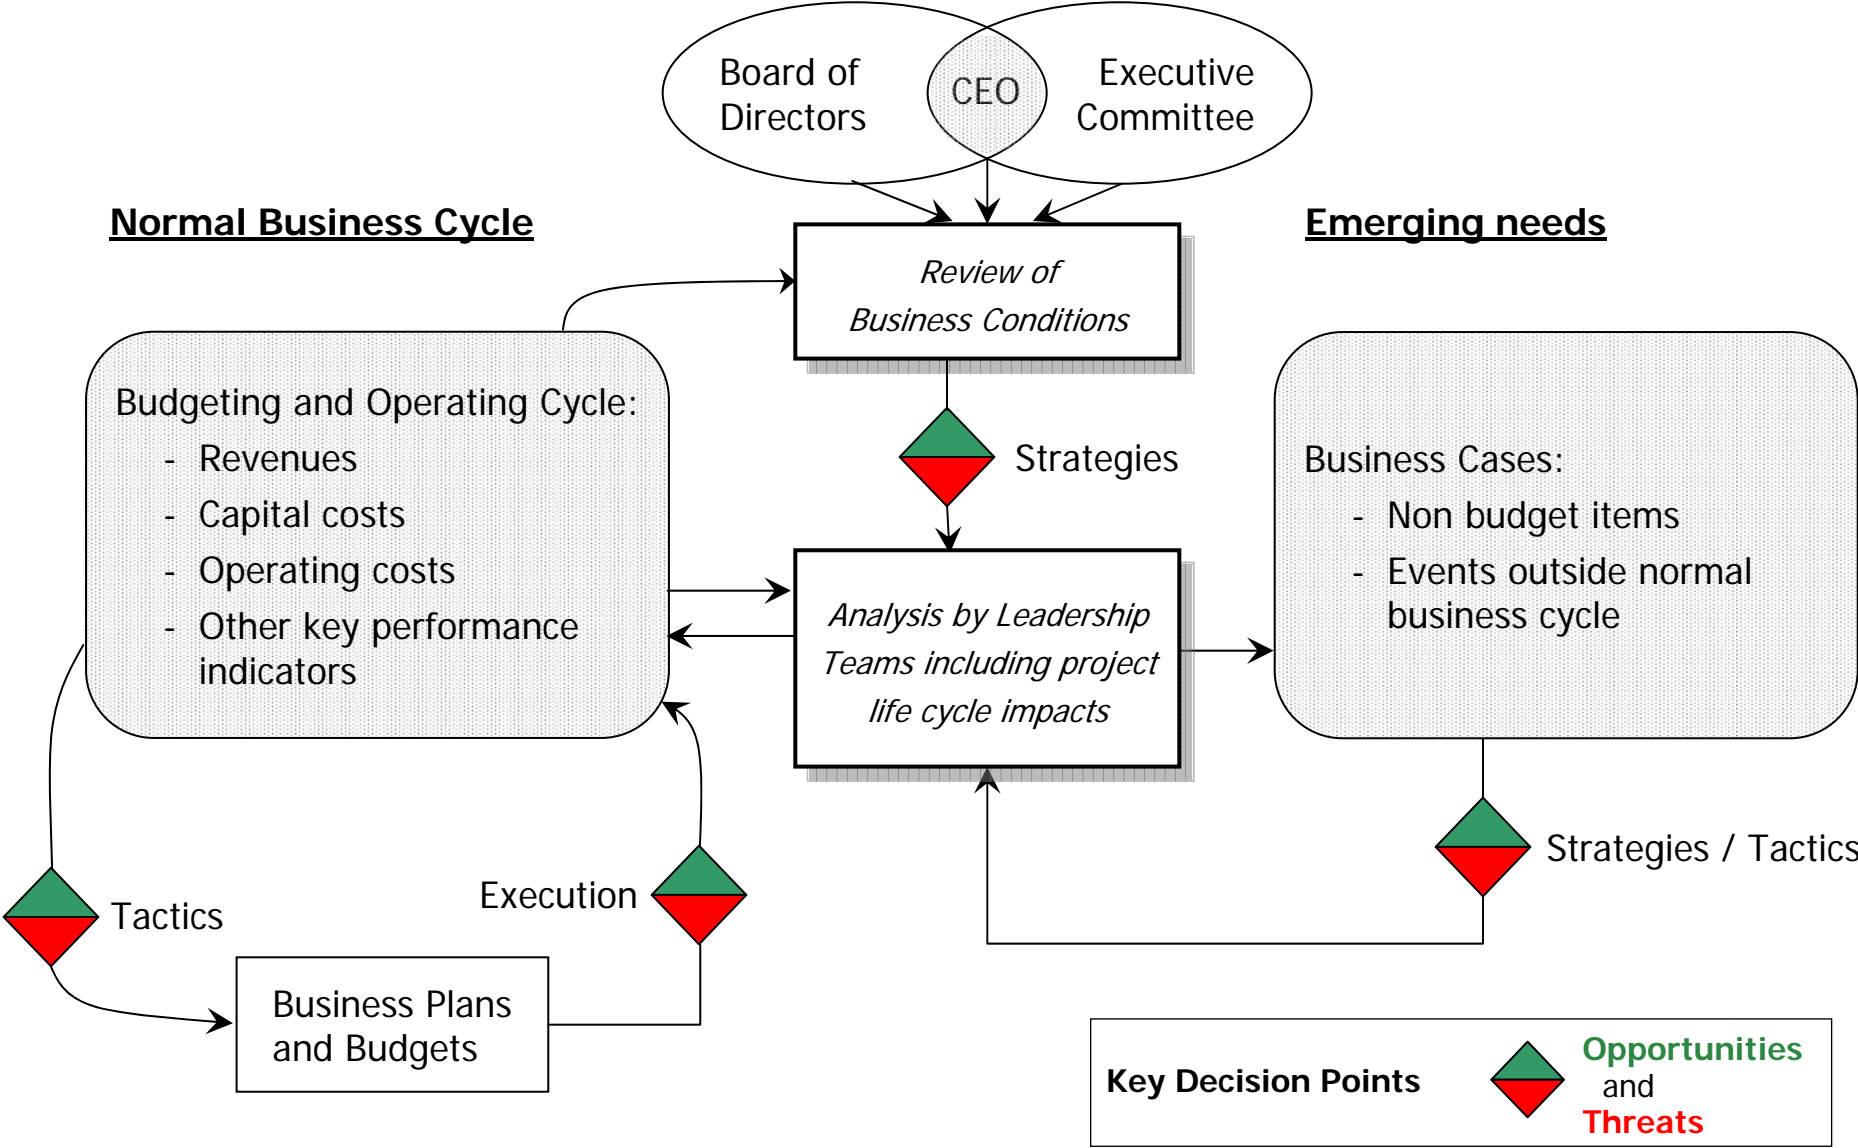 Board of
Directors
CEO
Executive
Committee
Normal Business Cycle
Emerging needs
Review of
Business Conditions
Budgeting and Operating Cycle:
- Revenues
- Capital costs
- Operating costs
- Other key performance
indicators
Strategies
Business Cases:
- Non budget items
- Events outside normal
business cycle
Analysis by Leadership
Teams including project
life cycle impacts
Strategies / Tactics
Execution
Tactics
Business Plans
and Budgets
Key Decision Points
Opportunities
and
Threats